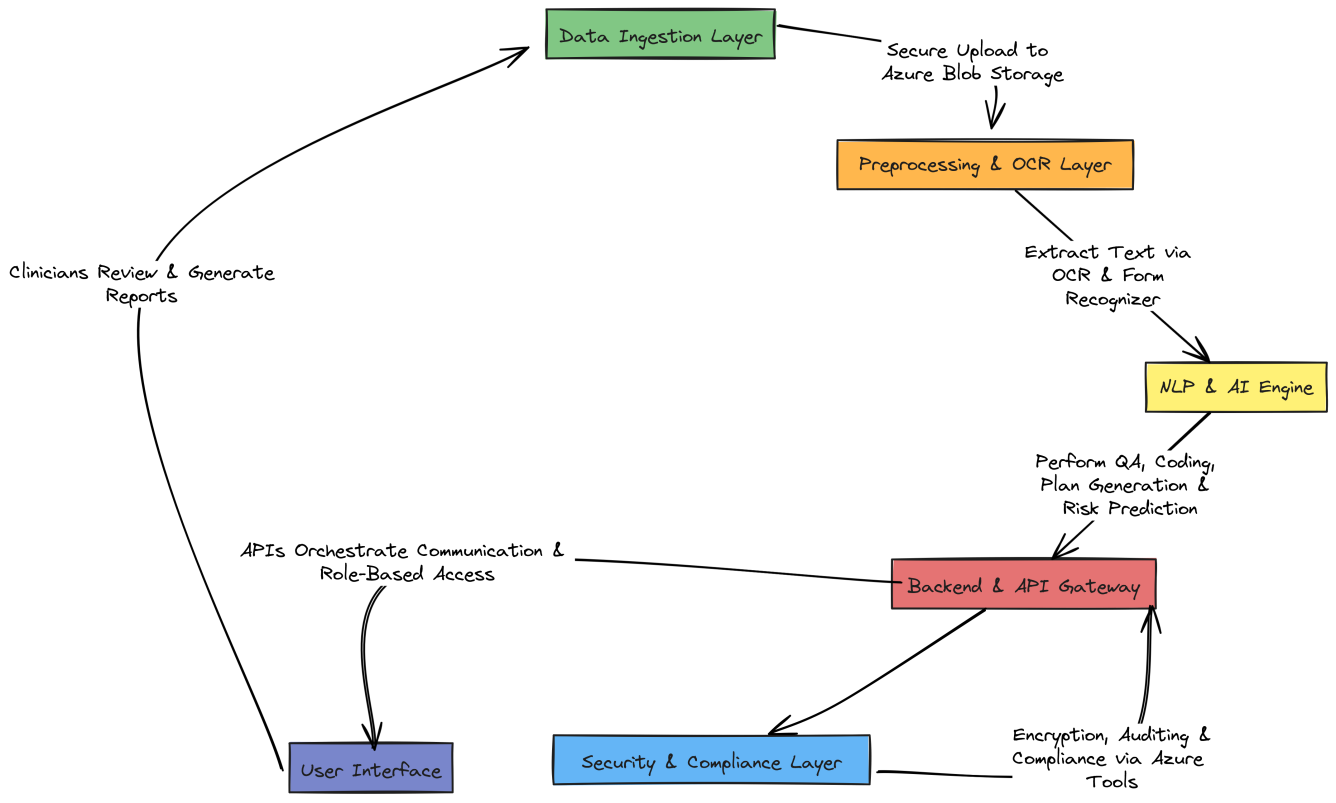 Data Ingestion Layer
Secure Upload to
Azure Blob Storage
Preprocessing & OCR Layer
Extract Text via
OCR & Form
Recognizer
Clinicians Review & Generate
Reports
NLP & AI Engine
Perform QA, Coding,
Plan Generation &
Risk Prediction
APIs Orchestrate Communication &
Role-Based Access
Backend & API Gateway
Encryption, Auditing &
Compliance via Azure
Tools
Security & Compliance Layer
User Interface